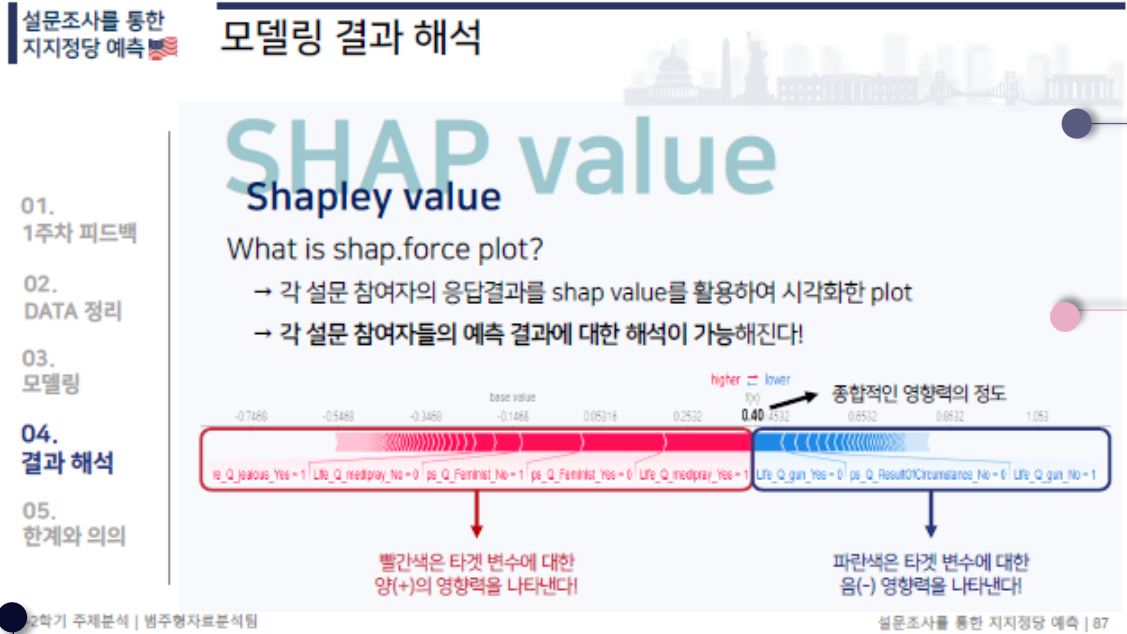 설문조사를 통한
지지정당 예측
모델링 결과 해석
01.
1주차 피드백
02.
DATA 정리
03.
모델링
04.
결과 해석
05.
한계와 의의
SHAP value
Shapley value
What is shap.force plot?
→ 각 설문 참여자의 응답결과를 shap value를 활용하여 시각화한 plot
→ 각 설문 참여자들의 예측 결과에 대한 해석이 가능해진다!
higher ⇄ lower
base value f(x)
종합적인 영향력의 정도
-0.7468 -0.5468 -0.3468 -0.1468 0.05316 0.2532 0.40 .4532 0.6532 0.8532 1.053
re_Q_jealous_Yes = 1 Life_Q_medipray_No = 0 ps_Q_Feminist_No = 1 ps_Q_Feminist_Yes = 0 Life_Q_medipray_Yes = 1 Life_Q_gun_Yes = 0 ps_Q_ResultOfCircumstance_No = 0 Life_Q_gun_No = 1
빨간색은 타겟 변수에 대한
양(+)의 영향력을 나타낸다!
파란색은 타겟 변수에 대한
음(-) 영향력을 나타낸다!
-2학기 주제분석 | 범주형자료분석팀
설문조사를 통한 지지정당 예측 | 87